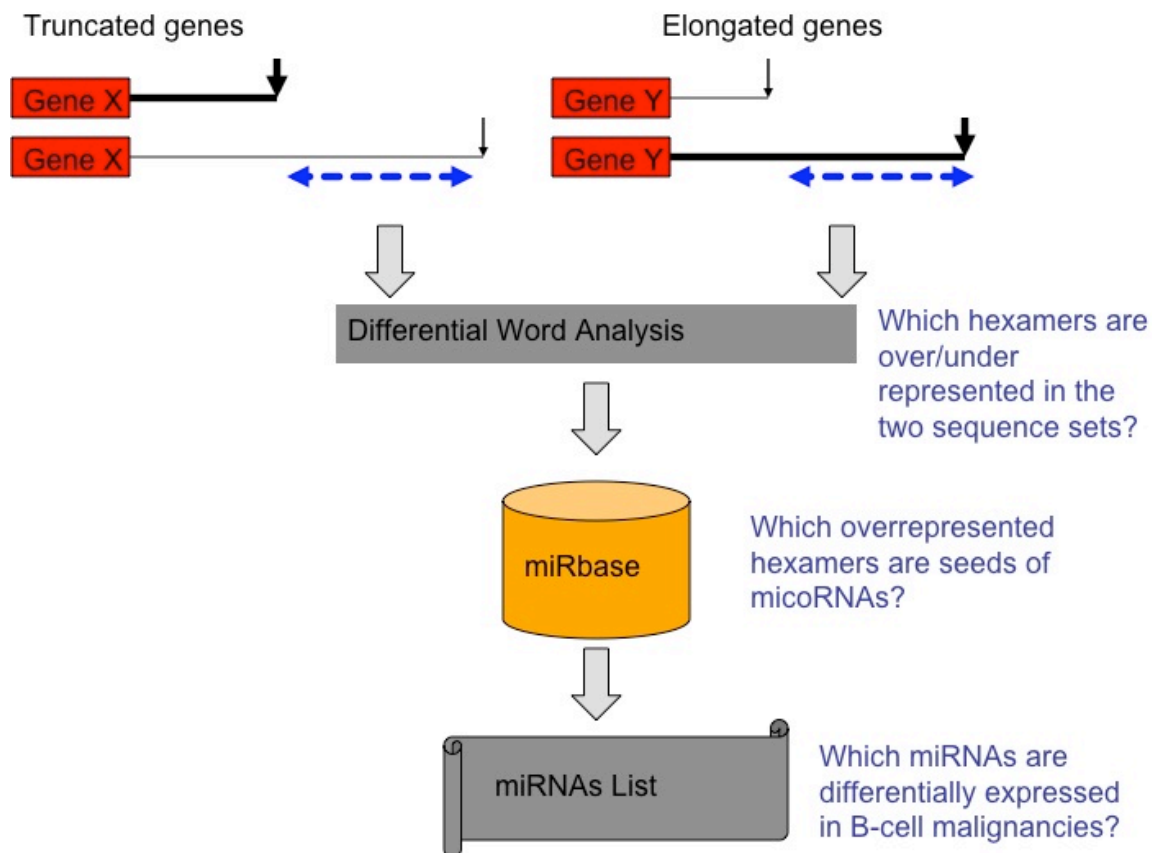 Truncated genes
Elongated genes
Gene X
Gene Y
Gene X
Gene Y
Differential Word Analysis
Which hexamers are
over/under
represented in the
two sequence sets?
miRbase
Which overrepresented
hexamers are seeds of
micoRNAs?
miRNAs List
Which miRNAs are
differentially expressed
in B-cell malignancies?